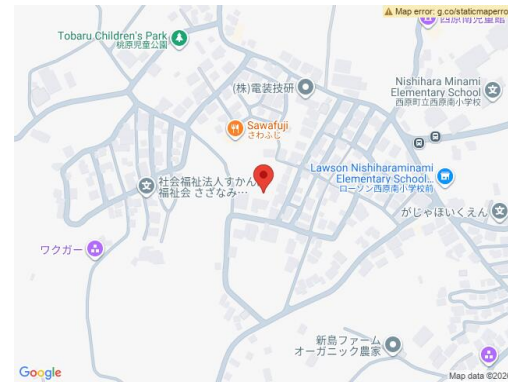 Map error: g.co/staticmaperro
西原南児童館
Tobaru Children's Park
桃原児童公園
(株)電装技研
Nishihara Minami
Elementary School
西原町立西原南小学校
Sawafuji
さわふじ
Lawson Nishiharaminami
Elementary School...
ローソン西原南小学校前
社会福祉法人すかん
福祉会 さざなみ…
がじゃほいくえん
ワクガー
新島ファーム
オーガニック農家
Google
Map data ©2020